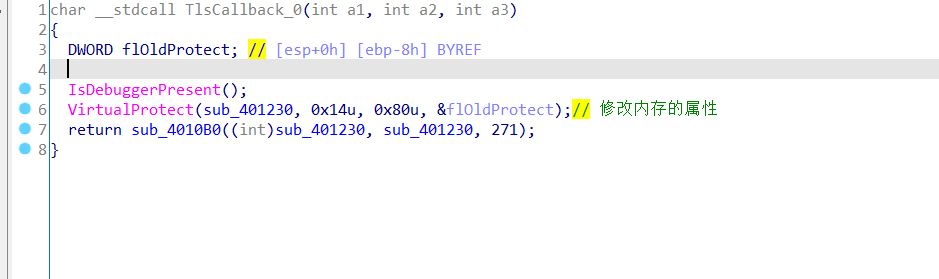 1 char __stdcall TlsCallback_0(int a1, int a2, int a3)
2 {
3 DWORD flOldProtect; // [esp+0h] [ebp-8h] BYREF
4
5 IsDebuggerPresent();
6 VirtualProtect(sub_401230, 0x14u, 0x80u, &flOldProtect);// 修改内存的属性
7 return sub_4010B0((int)sub_401230, sub_401230, 271);
8 }